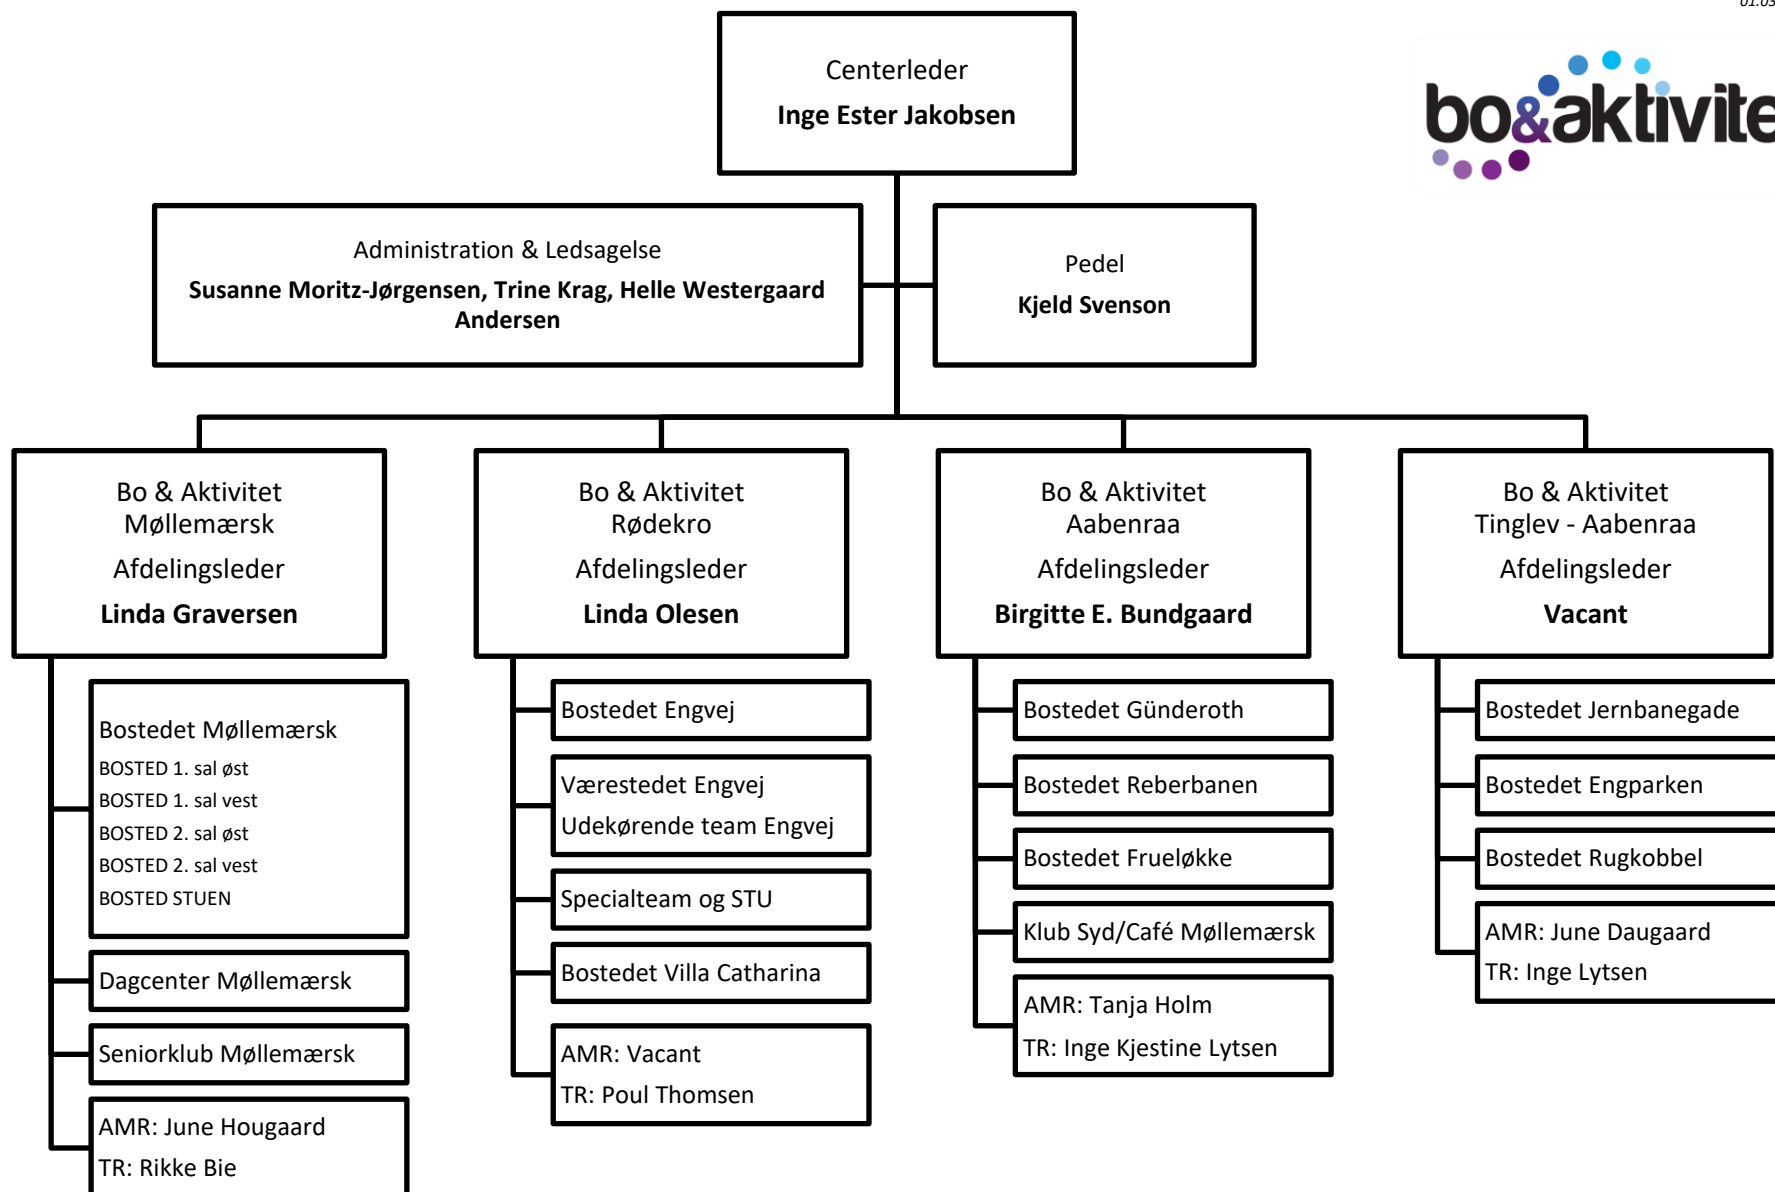 Centerleder
Inge Ester Jakobsen
bo&aktivite
Administration & Ledsagelse
Susanne Moritz-Jørgensen, Trine Krag, Helle Westergaard
Andersen
Pedel
Kjeld Svenson
Bo & Aktivitet
Møllemærsk
Afdelingsleder
Linda Graversen
Bostedet Møllemærsk
BOSTED 1. sal øst
BOSTED 1. sal vest
BOSTED 2. sal øst
BOSTED 2. sal vest
BOSTED STUEN
Dagcenter Møllemærsk
Seniorklub Møllemærsk
AMR: June Hougaard
TR: Rikke Bie
Bo & Aktivitet
Rødekro
Afdelingsleder
Linda Olesen
Bostedet Engvej
Værestedet Engvej
Udekørende team Engvej
Specialteam og STU
Bostedet Villa Catharina
AMR: Vacant
TR: Poul Thomsen
Bo & Aktivitet
Aabenraa
Afdelingsleder
Birgitte E. Bundgaard
Bostedet Günderoth
Bostedet Reberbanen
Bostedet Frueløkke
Klub Syd/Café Møllemærsk
AMR: Tanja Holm
TR: Inge Kjestine Lytsen
Bo & Aktivitet
Tinglev - Aabenraa
Afdelingsleder
Vacant
Bostedet Jernbanegade
Bostedet Engparken
Bostedet Rugkobbel
AMR: June Daugaard
TR: Inge Lytsen